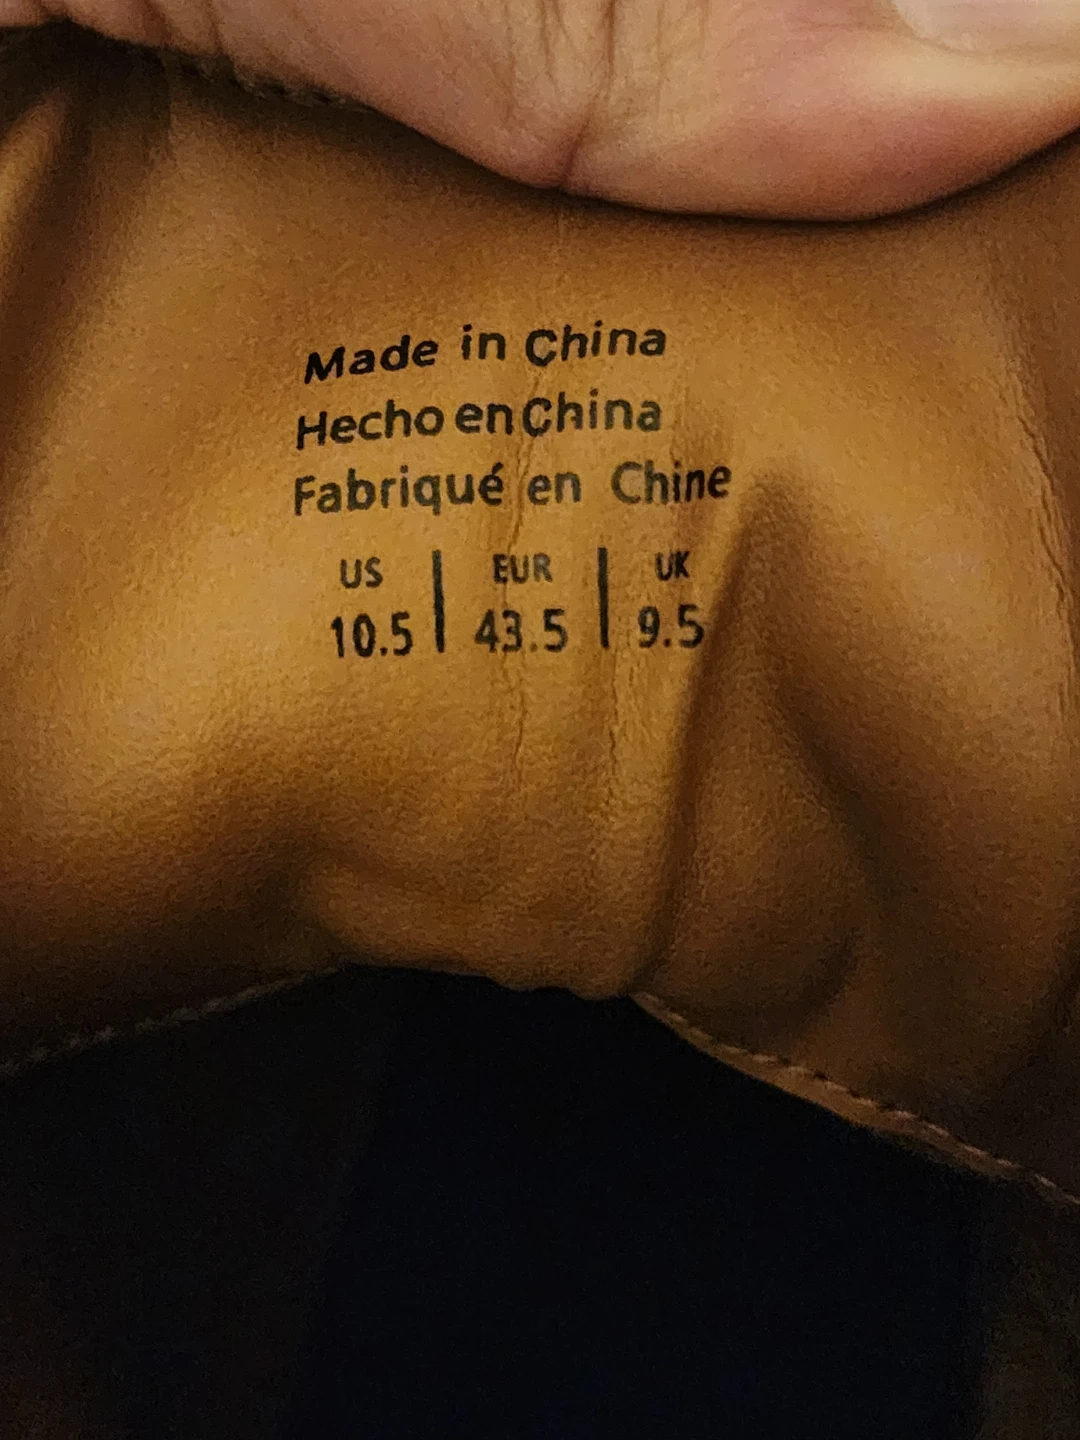 Made in China
Hecho en China
Fabriqué en Chine
US | EUR | UK
10.5 | 43.5 | 9.5